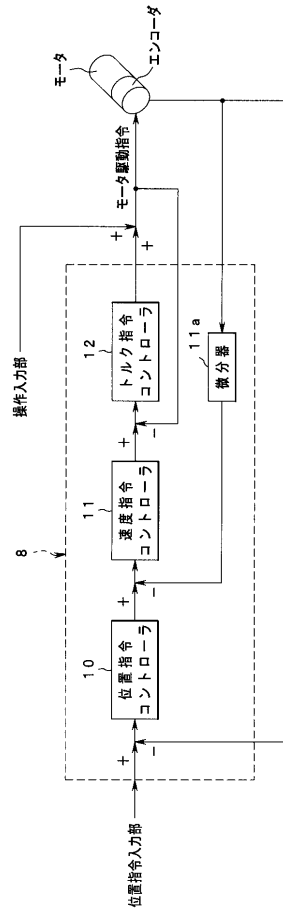 8
操作入力部
位置指令入力部
+
−
10
位置指令
コントローラ
+
−
11
速度指令
コントローラ
+
−
12
トルク指令
コントローラ
+
+
モータ駆動指令
モータ
エンコーダ
11a
微分器